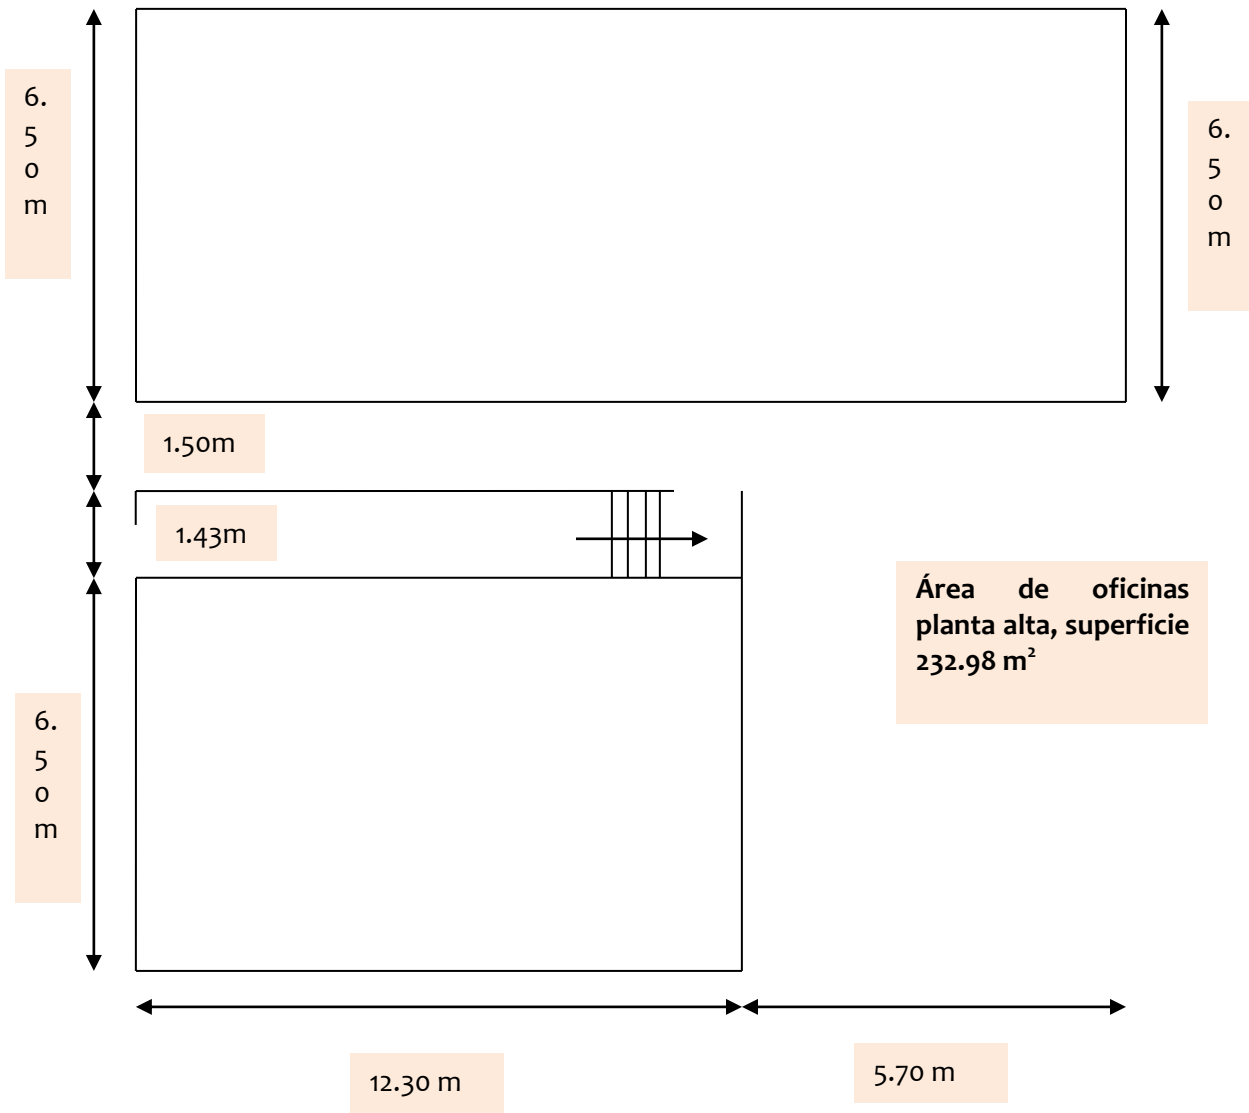 6.
5
0
m
6.
5
0
m
1.50m
1.43m
Área de oficinas
planta alta, superficie
232.98 m²
6.
5
0
m
12.30 m
5.70 m